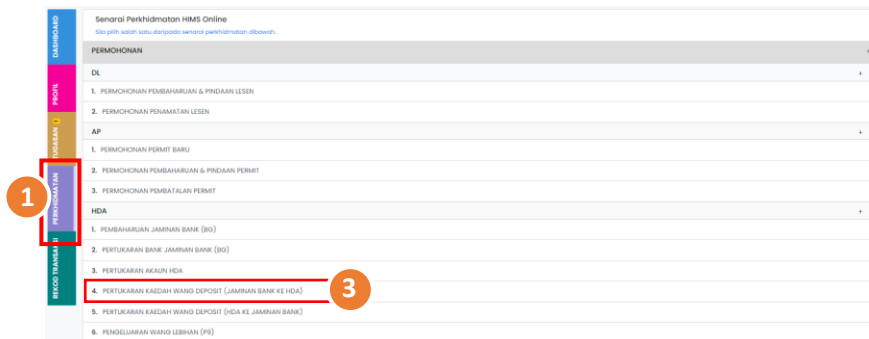 Senarai Perkhidmatan HIMS Online
Sila pilih salah satu daripada senarai perkhidmatan dibawah.
DASHBOARD
PROFIL
TUGASAN
PERKHIDMATAN
REKOD TRANSAKSI
PERMOHONAN +
DL +
1. PERMOHONAN PEMBAHARUAN & PINDAAN LESEN
2. PERMOHONAN PENAMATAN LESEN
AP +
1. PERMOHONAN PERMIT BARU
2. PERMOHONAN PEMBAHARUAN & PINDAAN PERMIT
3. PERMOHONAN PEMBATALAN PERMIT
HDA +
1. PEMBAHARUAN JAMINAN BANK (BG)
2. PERTUKARAN BANK JAMINAN BANK (BG)
3. PERTUKARAN AKAUN HDA
4. PERTUKARAN KAEDAH WANG DEPOSIT (JAMINAN BANK KE HDA)
5. PERTUKARAN KAEDAH WANG DEPOSIT (HDA KE JAMINAN BANK)
6. PENGELUARAN WANG LEBIHAN (P9)
1
3